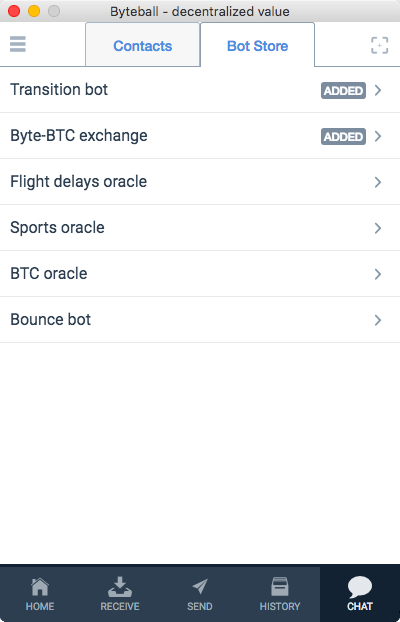 Byteball - decentralized value
Contacts Bot Store
Transition bot ADDED
Byte-BTC exchange ADDED
Flight delays oracle
Sports oracle
BTC oracle
Bounce bot
HOME RECEIVE SEND HISTORY CHAT